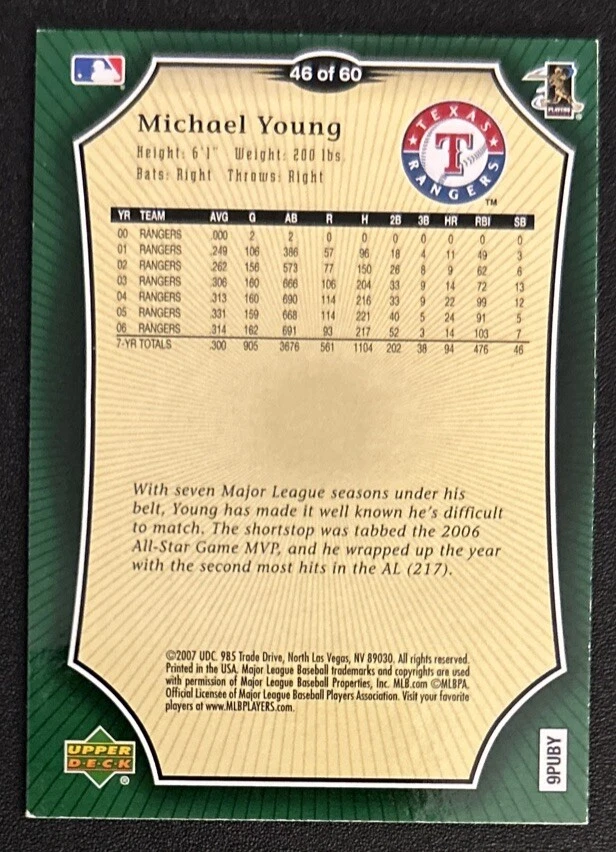 46 of 60
PLAYERS
Michael Young
Height: 6'1" Weight: 200 lbs.
Bats: Right Throws: Right
TEXAS
T
RANGERS
TM
YR TEAM AVG G AB R H 2B 3B HR RBI SB
00 RANGERS .000 2 2 0 0 0 0 0 0 0
01 RANGERS .249 106 386 57 96 18 4 11 49 3
02 RANGERS .262 156 573 77 150 26 8 9 62 6
03 RANGERS .306 160 666 106 204 33 9 14 72 13
04 RANGERS .313 160 690 114 216 33 9 22 99 12
05 RANGERS .331 159 668 114 221 40 5 24 91 5
06 RANGERS .314 162 691 93 217 52 3 14 103 7
7-YR TOTALS .300 905 3676 561 1104 202 38 94 476 46
With seven Major League seasons under his
belt, Young has made it well known he's difficult
to match. The shortstop was tabbed the 2006
All-Star Game MVP, and he wrapped up the year
with the second most hits in the AL (217).
©2007 UDC. 985 Trade Drive, North Las Vegas, NV 89030. All rights reserved.
Printed in the USA. Major League Baseball trademarks and copyrights are used
with permission of Major League Baseball Properties, Inc. MLB.com ©MLBPA.
Official Licensee of Major League Baseball Players Association. Visit your favorite
players at www.MLBPLAYERS.com.
UPPER
D·E·C·K
®
9PUBY